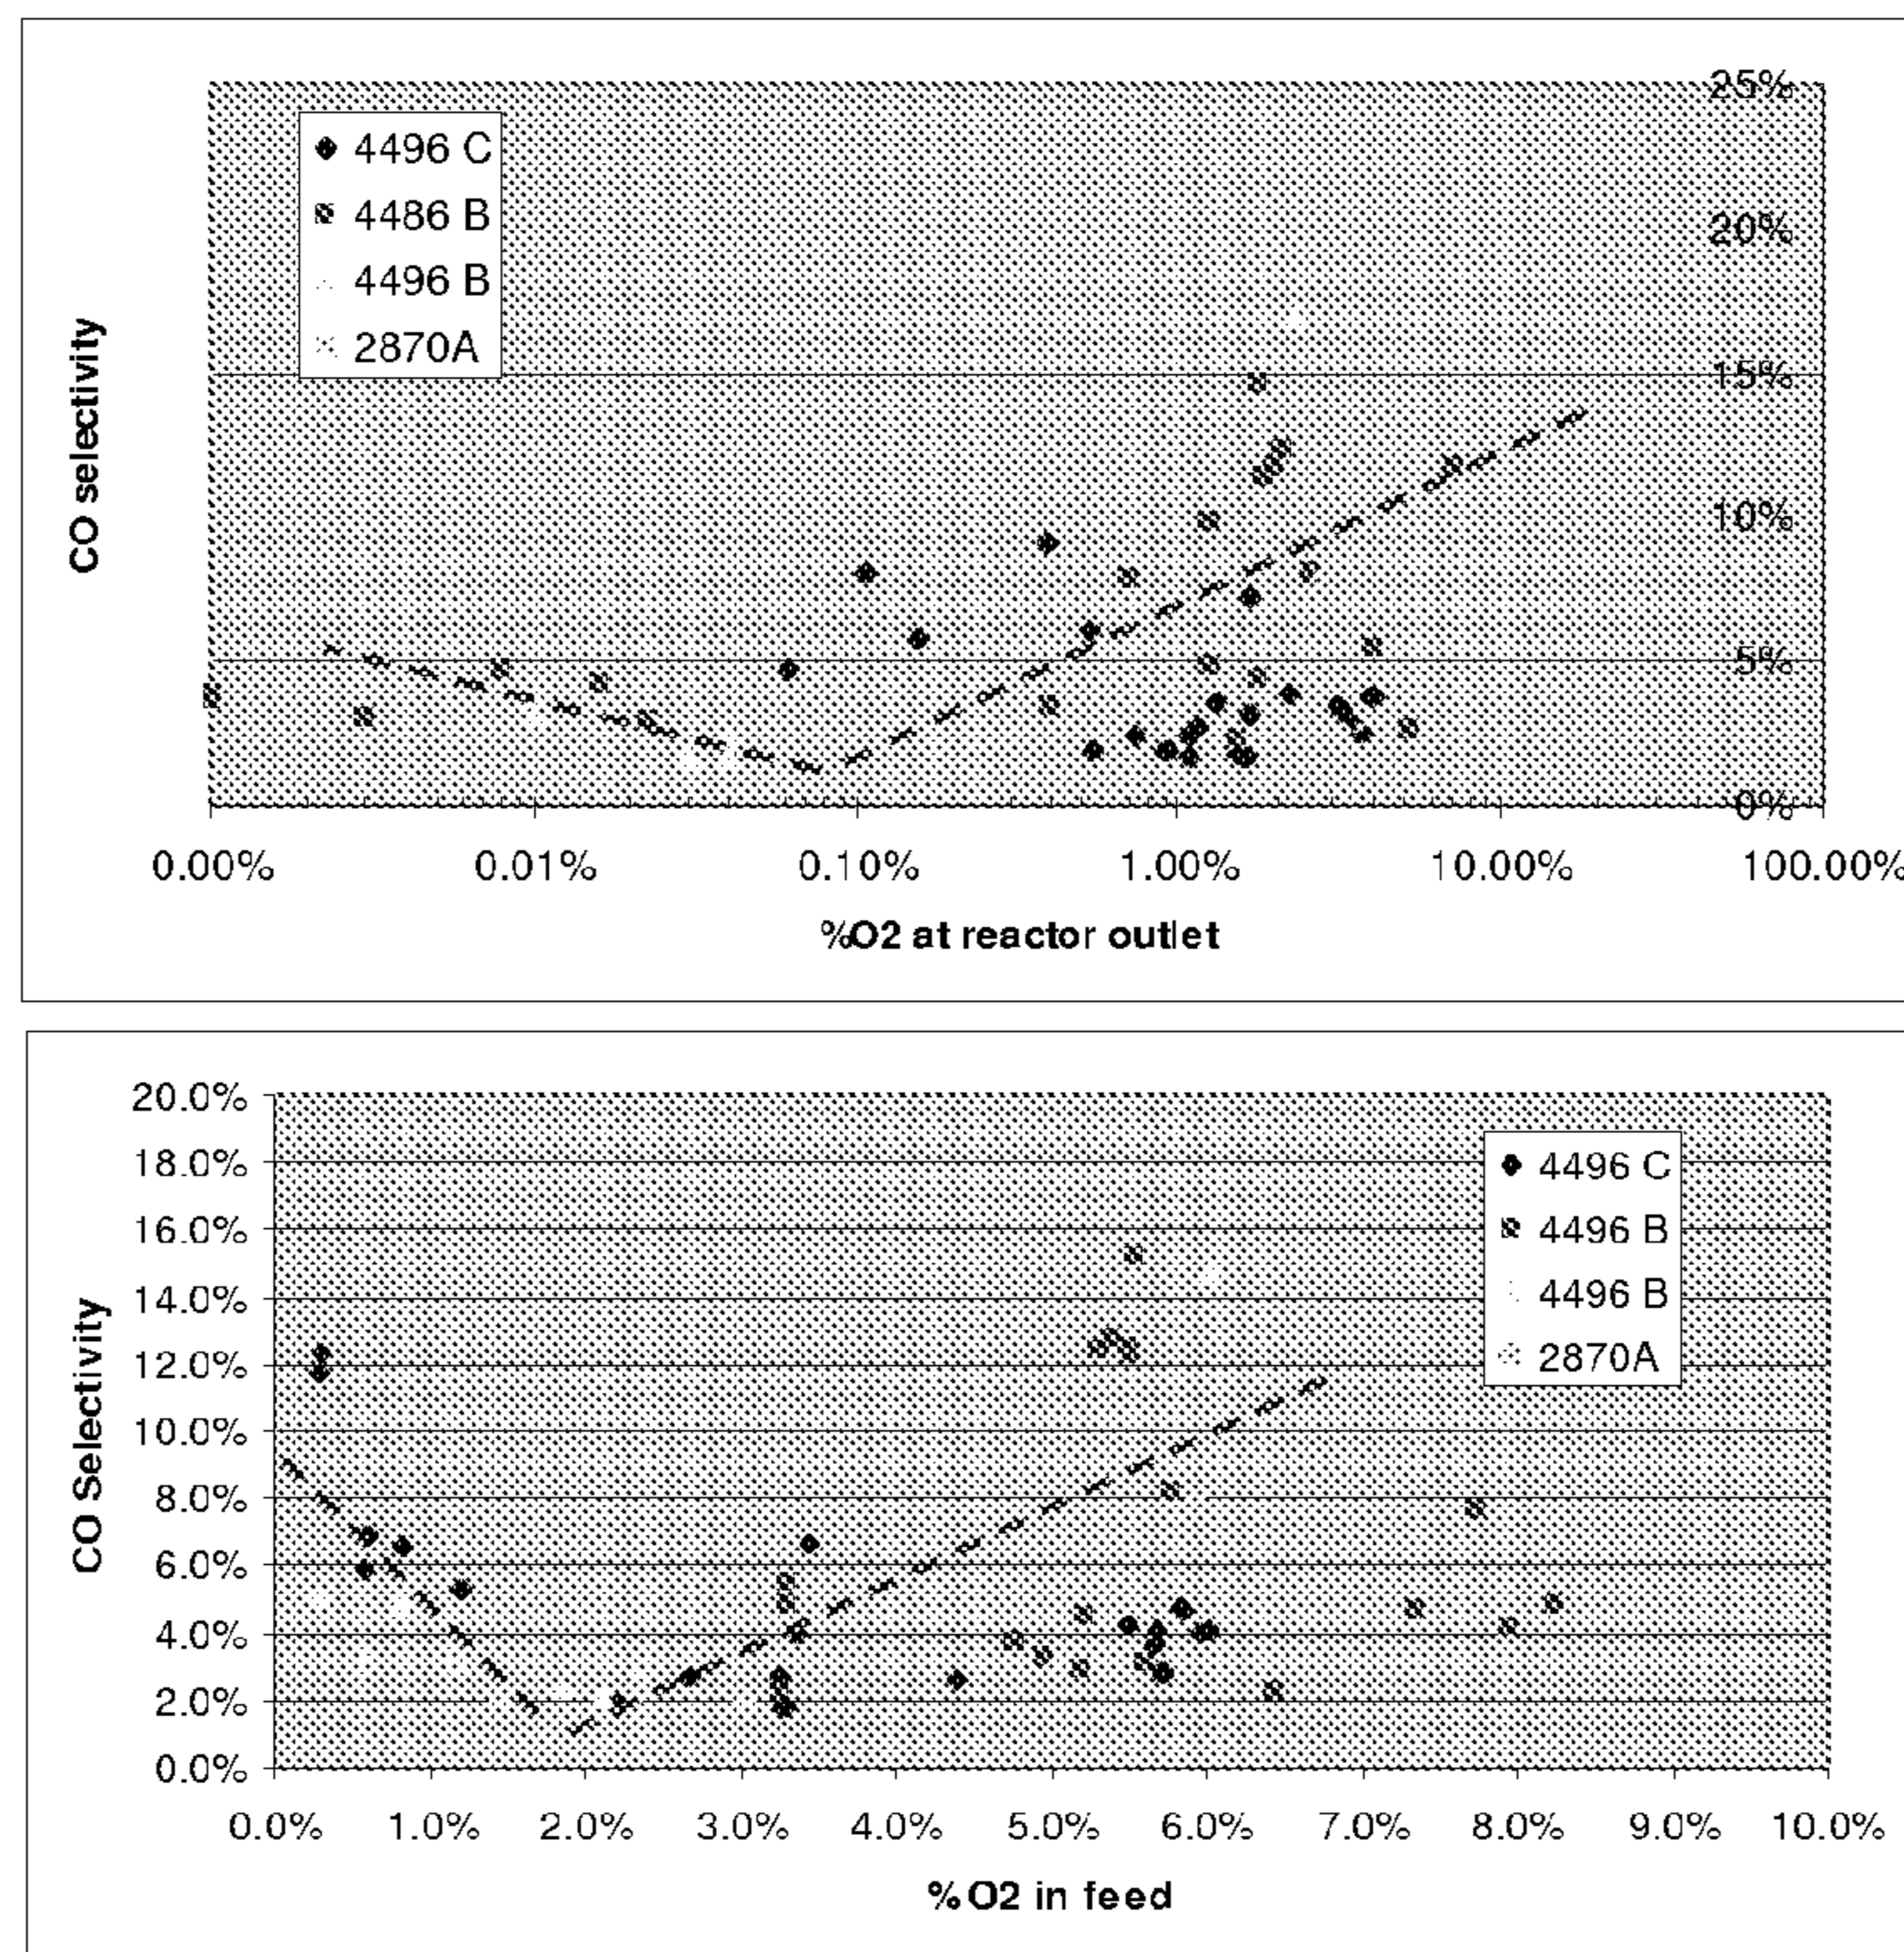 25%
20%
15%
10%
5%
0%
4496 C
4486 B
4496 B
2870A
CO selectivity
0.00% 0.01% 0.10% 1.00% 10.00% 100.00%
%O2 at reactor outlet
20.0%
18.0%
16.0%
14.0%
12.0%
10.0%
8.0%
6.0%
4.0%
2.0%
0.0%
4496 C
4496 B
4496 B
2870A
CO Selectivity
0.0% 1.0% 2.0% 3.0% 4.0% 5.0% 6.0% 7.0% 8.0% 9.0% 10.0%
%O2 in feed